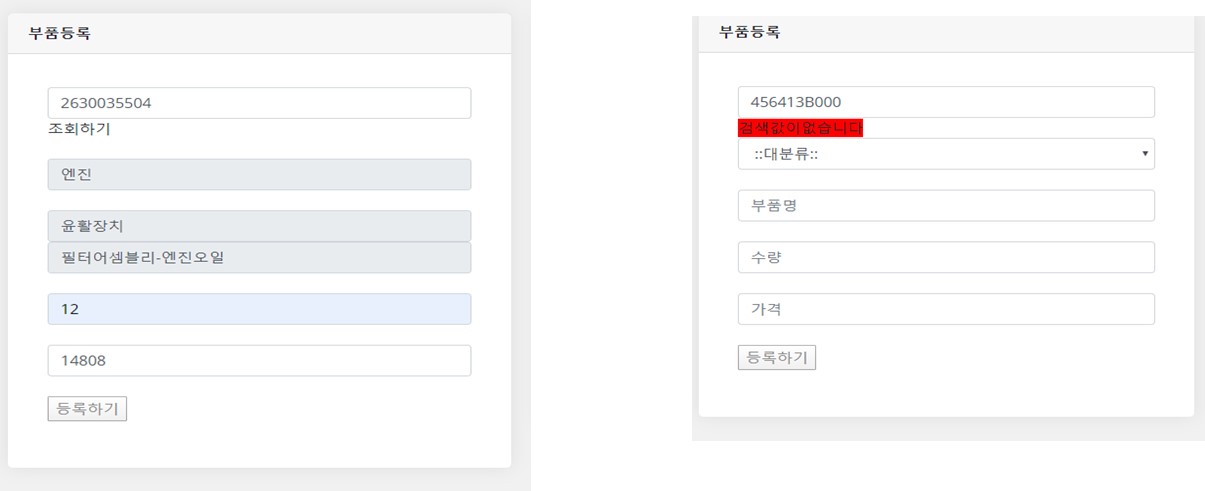 부품등록
2630035504
조회하기
엔진
윤활장치
필터어셈블리-엔진오일
12
14808
등록하기
부품등록
456413B000
검색값이없습니다
::대분류::
부품명
수량
가격
등록하기